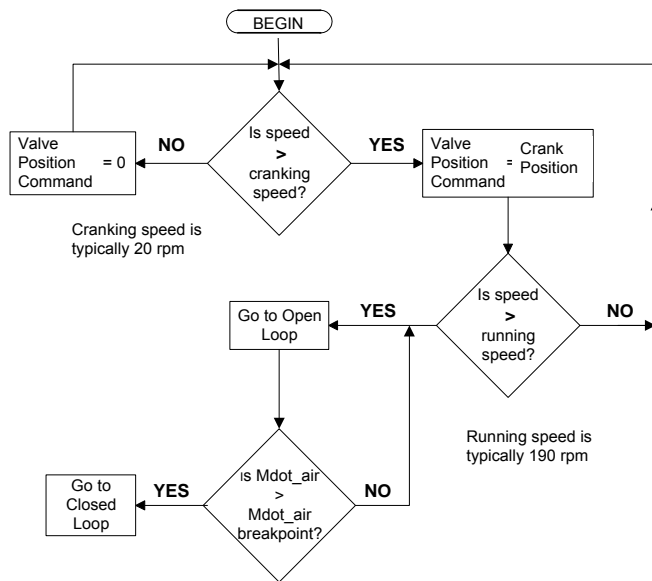 BEGIN
Is speed
>
cranking
speed?
NO
YES
Valve
Position = 0
Command
Valve
Position = Crank
Command Position
Cranking speed is
typically 20 rpm
Is speed
>
running
speed?
YES
NO
Go to Open
Loop
Running speed is
typically 190 rpm
Is Mdot_air
>
Mdot_air
breakpoint?
YES
NO
Go to
Closed
Loop